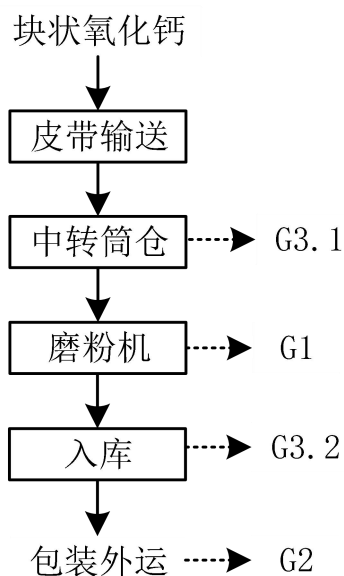 块状氧化钙
皮带输送
中转筒仓 G3.1
磨粉机 G1
入库 G3.2
包装外运 G2